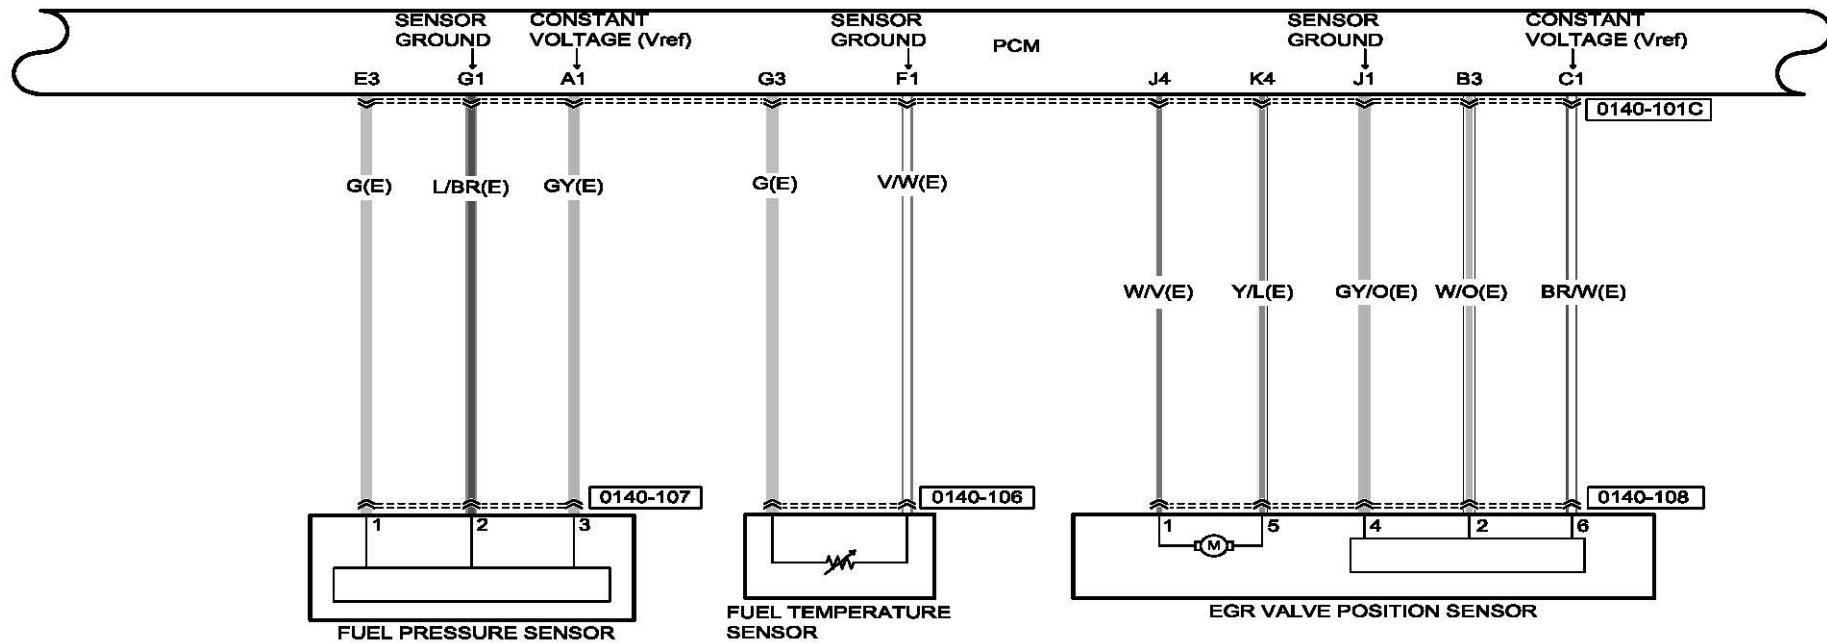 SENSOR GROUND
CONSTANT VOLTAGE (Vref)
SENSOR GROUND
PCM
SENSOR GROUND
CONSTANT VOLTAGE (Vref)
E3 G1 A1 G3 F1 J4 K4 J1 B3 C1
0140-101C
G(E) L/BR(E) GY(E) G(E) V/W(E)
W/V(E) Y/L(E) GY/O(E) W/O(E) BR/W(E)
0140-107 0140-106 0140-108
1 2 3 1 5 4 2 6
M
FUEL PRESSURE SENSOR
FUEL TEMPERATURE
SENSOR
EGR VALVE POSITION SENSOR